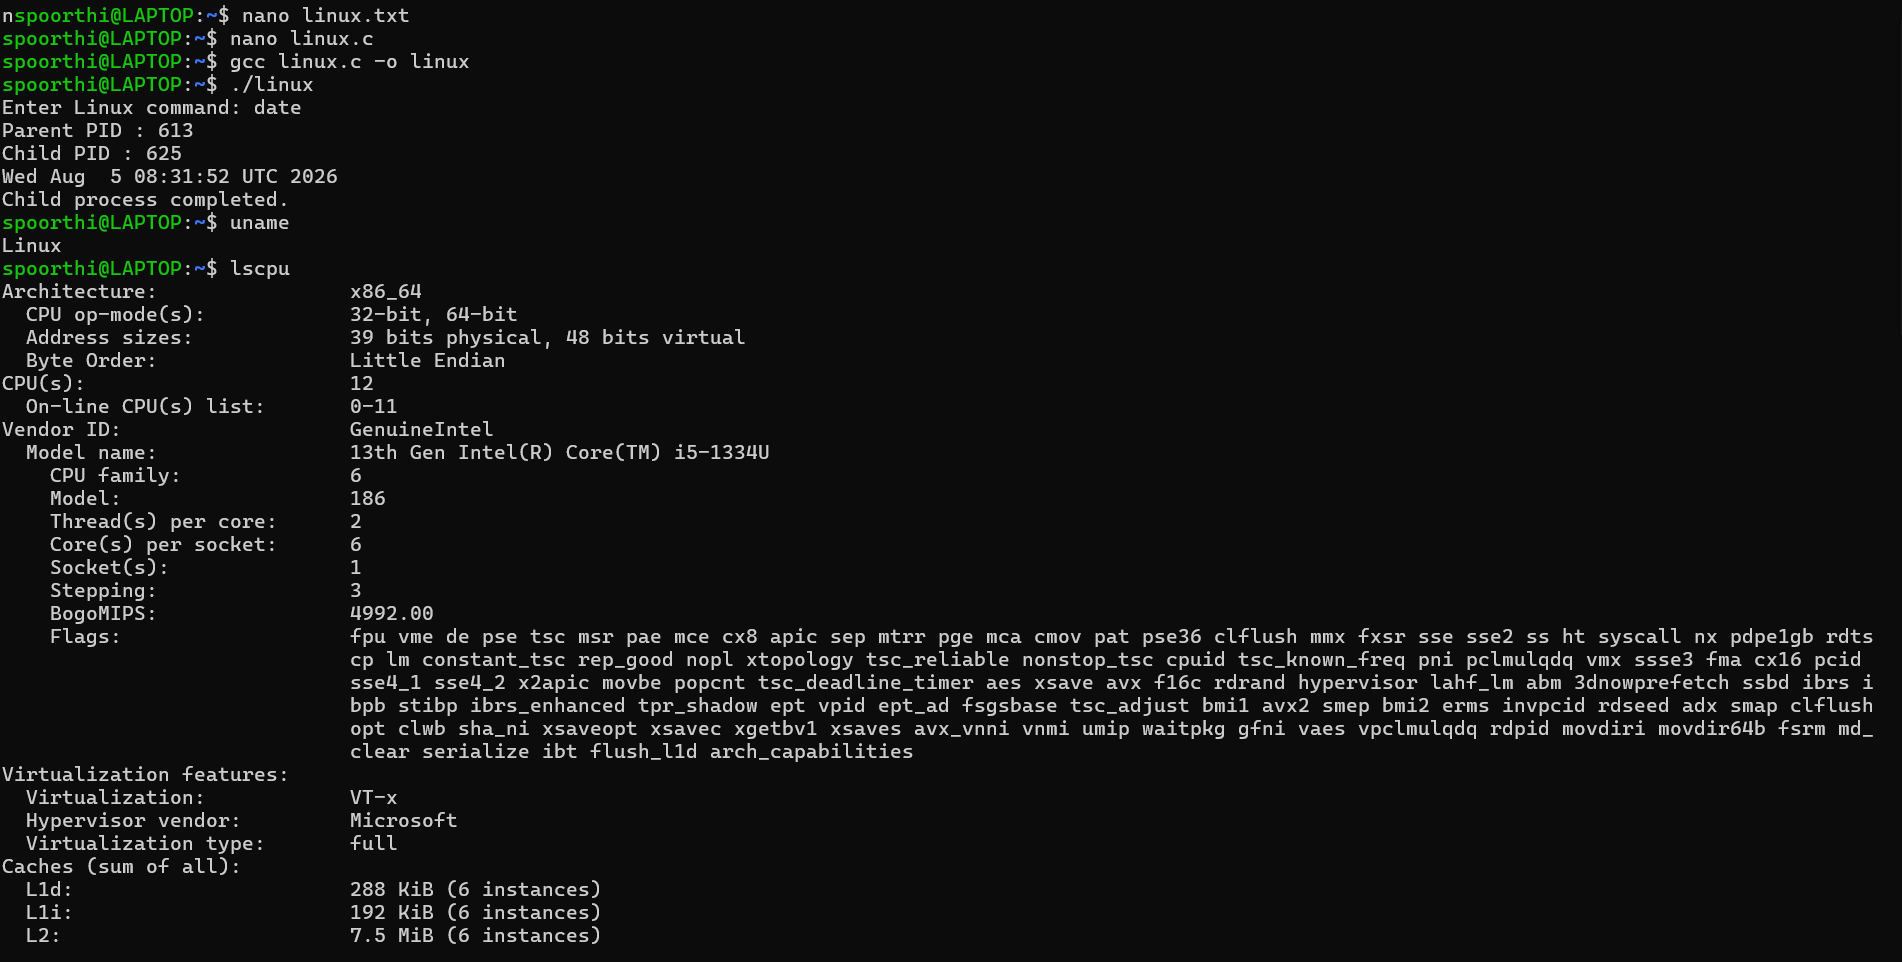 nspoorthi@LAPTOP:~$ nano linux.txt
spoorthi@LAPTOP:~$ nano linux.c
spoorthi@LAPTOP:~$ gcc linux.c -o linux
spoorthi@LAPTOP:~$ ./linux
Enter Linux command: date
Parent PID : 613
Child PID : 625
Wed Aug  5 08:31:52 UTC 2026
Child process completed.
spoorthi@LAPTOP:~$ uname
Linux
spoorthi@LAPTOP:~$ lscpu
Architecture:                x86_64
  CPU op-mode(s):            32-bit, 64-bit
  Address sizes:             39 bits physical, 48 bits virtual
  Byte Order:                Little Endian
CPU(s):                      12
  On-line CPU(s) list:       0-11
Vendor ID:                   GenuineIntel
  Model name:                13th Gen Intel(R) Core(TM) i5-1334U
    CPU family:              6
    Model:                   186
    Thread(s) per core:      2
    Core(s) per socket:      6
    Socket(s):               1
    Stepping:                3
    BogoMIPS:                4992.00
    Flags:                   fpu vme de pse tsc msr pae mce cx8 apic sep mtrr pge mca cmov pat pse36 clflush mmx fxsr sse sse2 ss ht syscall nx pdpe1gb rdts
                             cp lm constant_tsc rep_good nopl xtopology tsc_reliable nonstop_tsc cpuid tsc_known_freq pni pclmulqdq vmx ssse3 fma cx16 pcid
                             sse4_1 sse4_2 x2apic movbe popcnt tsc_deadline_timer aes xsave avx f16c rdrand hypervisor lahf_lm abm 3dnowprefetch ssbd ibrs i
                             bpb stibp ibrs_enhanced tpr_shadow ept vpid ept_ad fsgsbase tsc_adjust bmi1 avx2 smep bmi2 erms invpcid rdseed adx smap clflush
                             opt clwb sha_ni xsaveopt xsavec xgetbv1 xsaves avx_vnni vnmi umip waitpkg gfni vaes vpclmulqdq rdpid movdiri movdir64b fsrm md_
                             clear serialize ibt flush_l1d arch_capabilities
Virtualization features:
  Virtualization:            VT-x
  Hypervisor vendor:         Microsoft
  Virtualization type:       full
Caches (sum of all):
  L1d:                       288 KiB (6 instances)
  L1i:                       192 KiB (6 instances)
  L2:                        7.5 MiB (6 instances)